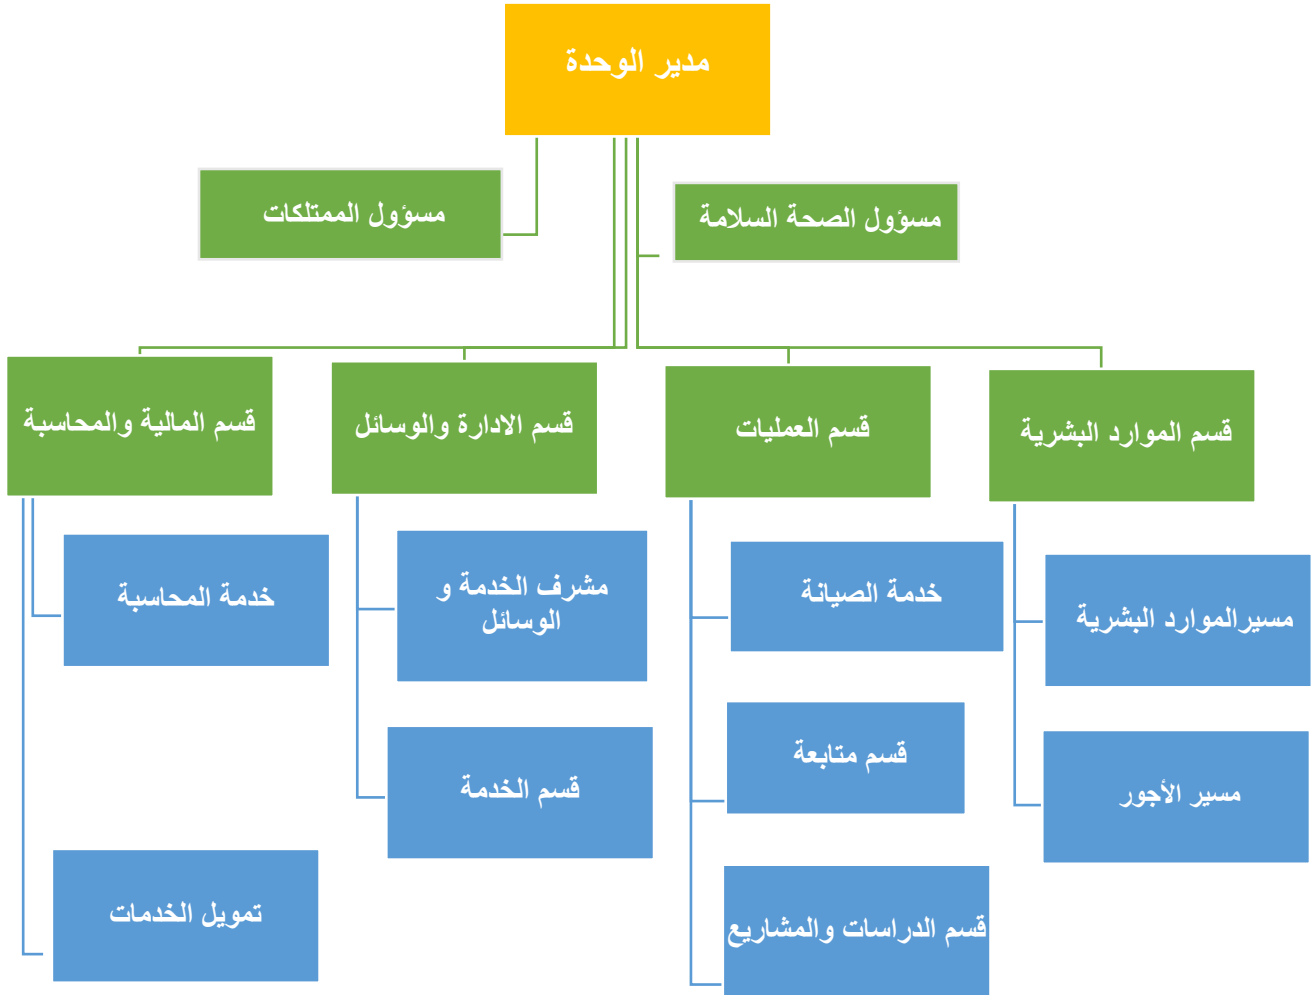 مدير الوحدة
مسؤول الصحة السلامة
مسؤول الممتلكات
قسم الموارد البشرية
قسم العمليات
قسم الادارة والوسائل
قسم المالية والمحاسبة
مسيرالموارد البشرية
خدمة الصيانة
مشرف الخدمة و
الوسائل
خدمة المحاسبة
مسير الأجور
قسم متابعة
قسم الخدمة
تمويل الخدمات
قسم الدراسات والمشاريع